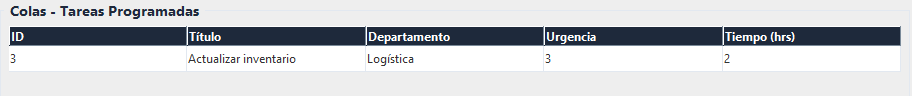 Colas - Tareas Programadas
ID Título Departamento Urgencia Tiempo (hrs)
3 Actualizar inventario Logística 3 2